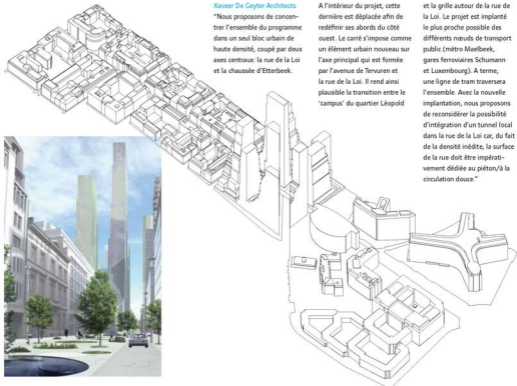 Xaveer De Geyter Architects
"Nous proposons de concen-
trer l'ensemble du programme
dans un seul bloc urbain de
haute densité, coupé par deux
axes centraux: la rue de la Loi
et la chaussée d'Etterbeek.
A l'intérieur du projet, cette
dernière est déplacée afin de
redéfinir ses abords du côté
ouest. Le carré s'impose comme
un élément urbain nouveau sur
l'axe principal qui est formée
par l'avenue de Tervuren et
la rue de la Loi. Il rend ainsi
plausible la transition entre le
'campus' du quartier Léopold
et la grille autour de la rue de
la Loi. Le projet est implanté
le plus proche possible des
différents nœuds de transport
public (métro Maelbeek,
gares ferroviaires Schumann
et Luxembourg). A terme,
une ligne de tram traversera
l'ensemble. Avec la nouvelle
implantation, nous proposons
de reconsidérer la possibilité
d'intégration d'un tunnel local
dans la rue de la Loi car, du fait
de la densité inédite, la surface
de la rue doit être impérati-
vement dédiée au piéton/à la
circulation douce."